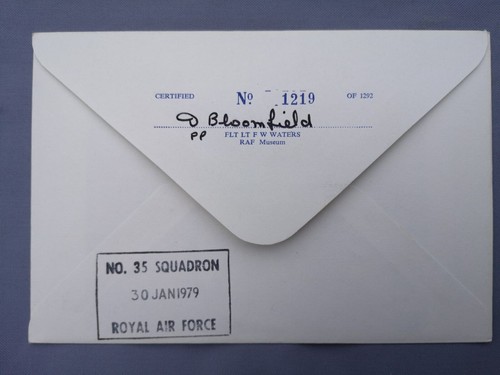 CERTIFIED Nº 1219 OF 1292
D Bloomfield
PP FLT LT F W WATERS
RAF Museum
NO. 35 SQUADRON
30 JAN 1979
ROYAL AIR FORCE